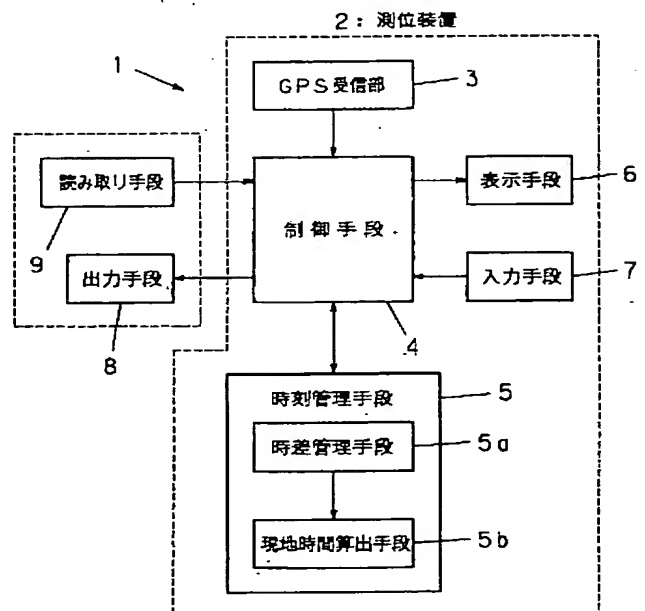 2:測位装置
1
GPS受信部
3
読み取り手段
制御手段
表示手段
6
9
出力手段
入力手段
7
8
4
時刻管理手段
5
時差管理手段
5a
現地時間算出手段
5b